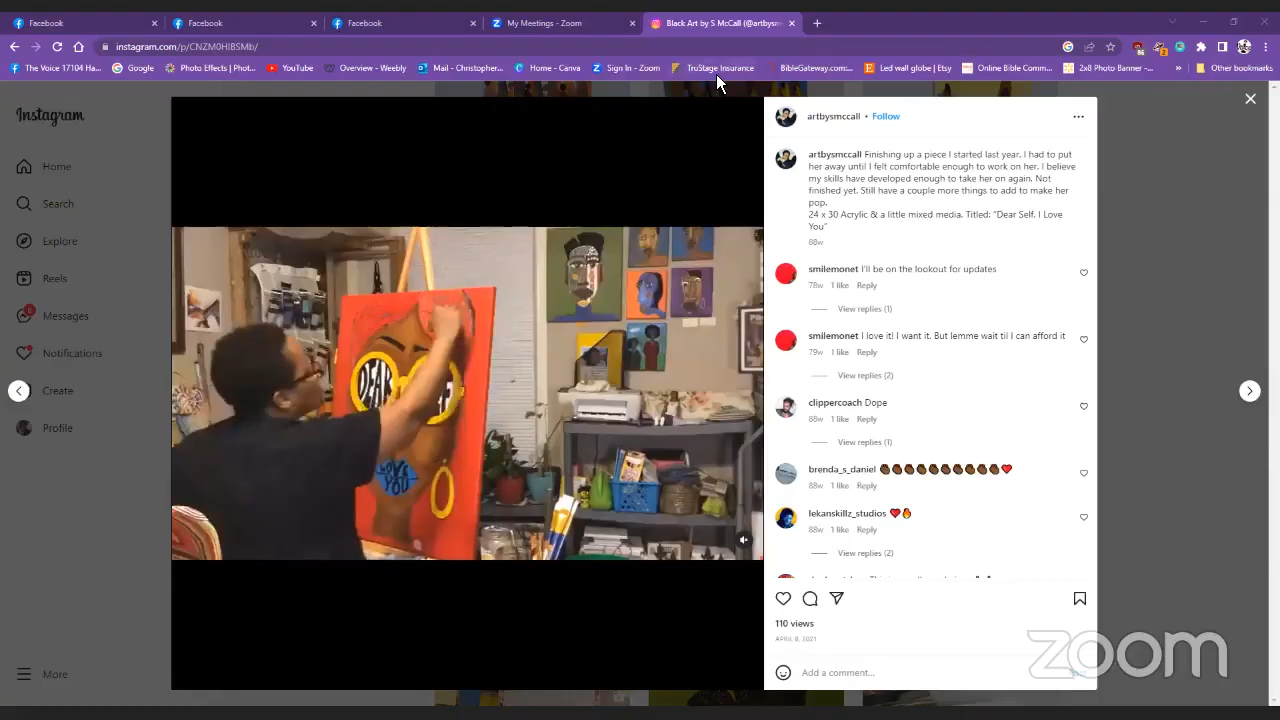 Facebook
Facebook
Facebook
My Meetings - Zoom
Black Art by S McCall (@artbysm
instagram.com/p/CNZM0HiBSMb/
The Voice 17104 Ha...
Google
Photo Effects | Phot...
YouTube
Overview - Weebly
Mail - Christopher...
Home - Canva
Sign In - Zoom
TruStage Insurance
BibleGateway.com:...
Led wall globe | Etsy
Online Bible Comm...
2x8 Photo Banner -...
»
Other bookmarks
Instagram
Home
Search
Explore
Reels
Messages
Notifications
Create
Profile
More
DEAR
LOVE
YOU
artbysmccall • Follow
artbysmccall Finishing up a piece I started last year. I had to put
her away until I felt comfortable enough to work on her. I believe
my skills have developed enough to take her on again. Not
finished yet. Still have a couple more things to add to make her
pop.
24 x 30 Acrylic & a little mixed media. Titled: "Dear Self, I Love
You"
88w
smilemonet I'll be on the lookout for updates
78w 1 like Reply
View replies (1)
smilemonet I love it! I want it. But lemme wait til I can afford it
79w 1 like Reply
View replies (2)
clippercoach Dope
88w 1 like Reply
View replies (1)
brenda_s_daniel
88w 1 like Reply
lekanskillz_studios
88w 1 like Reply
View replies (2)
110 views
APRIL 8, 2021
Add a comment...
zoom